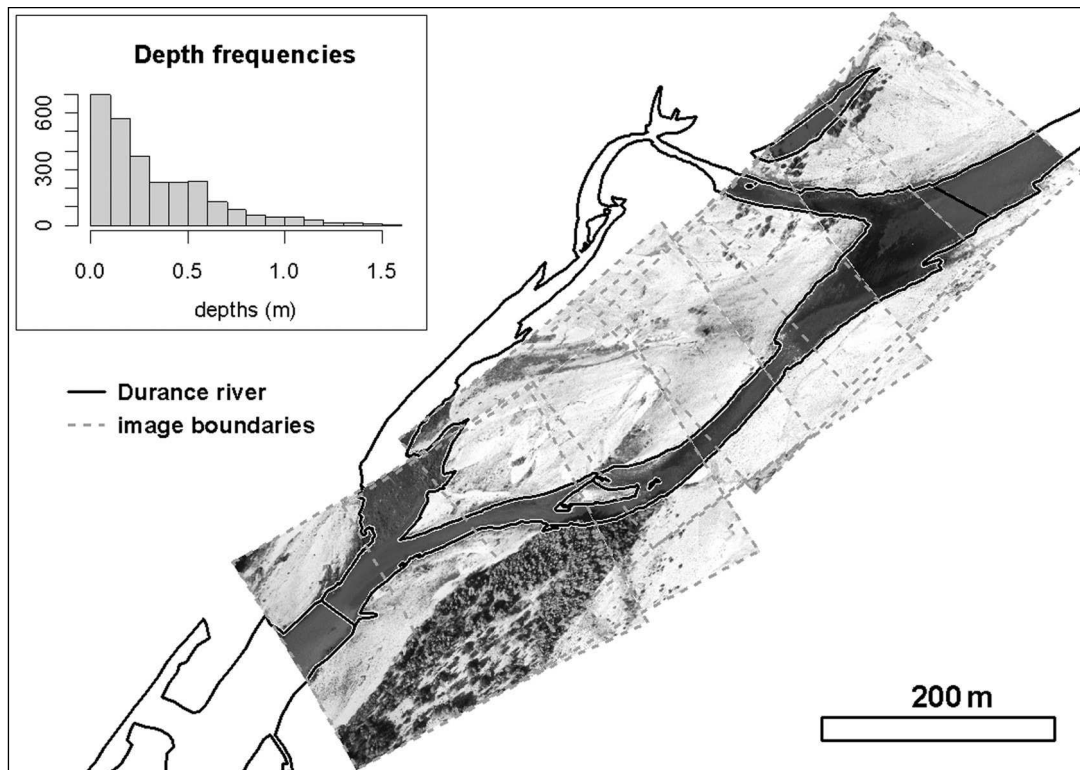 Depth frequencies
600
300
0
0.0 0.5 1.0 1.5
depths (m)
Durance river
image boundaries
200 m